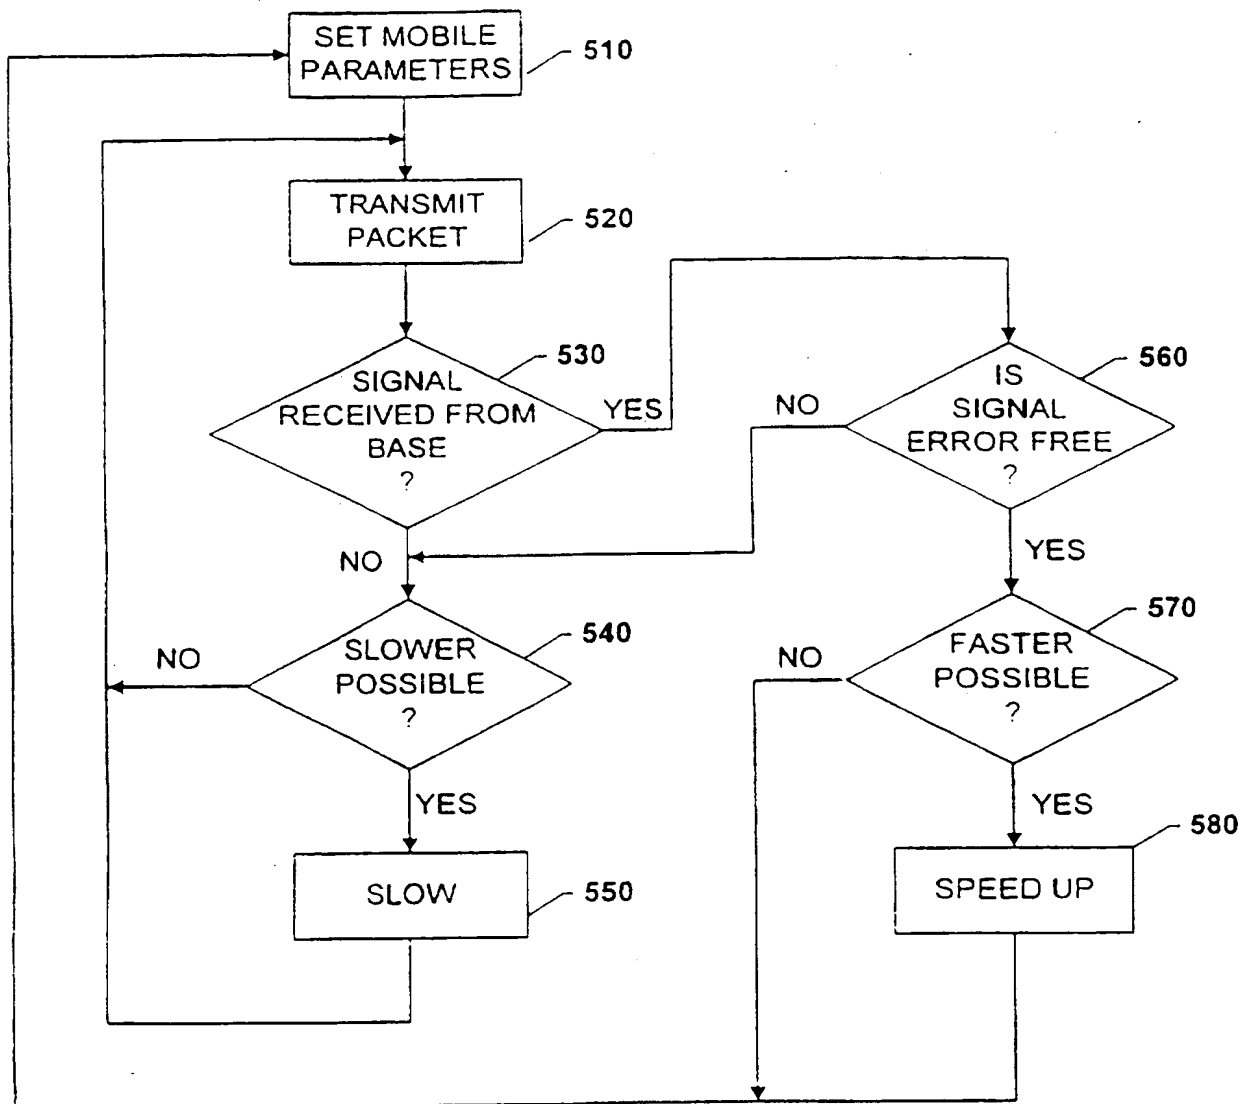 SET MOBILE
PARAMETERS
510
TRANSMIT
PACKET
520
SIGNAL
RECEIVED FROM
BASE
?
530
YES
NO
IS
SIGNAL
ERROR FREE
?
560
NO
YES
SLOWER
POSSIBLE
?
540
NO
YES
FASTER
POSSIBLE
?
570
NO
YES
SLOW
550
SPEED UP
580